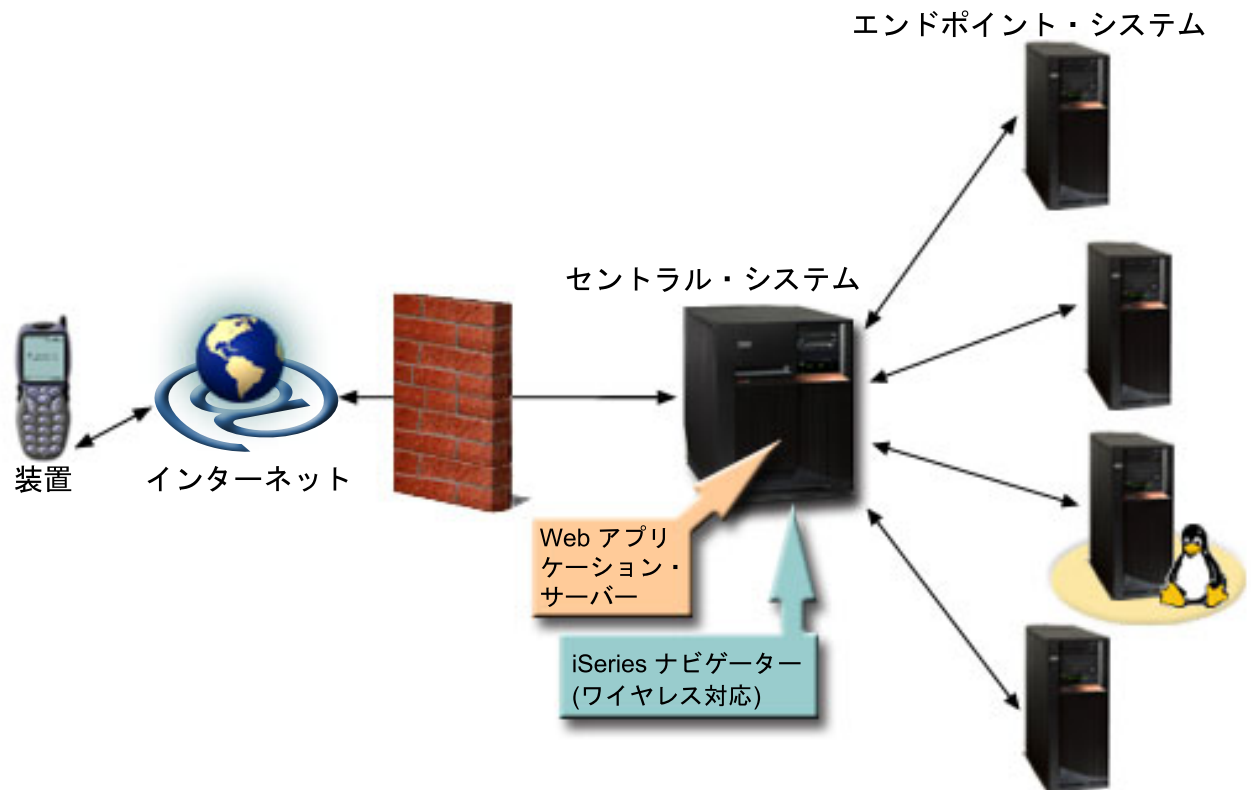 エンドポイント・システム
セントラル・システム
装置
インターネット
Web アプリ
ケーション・
サーバー
iSeries ナビゲーター
(ワイヤレス対応)